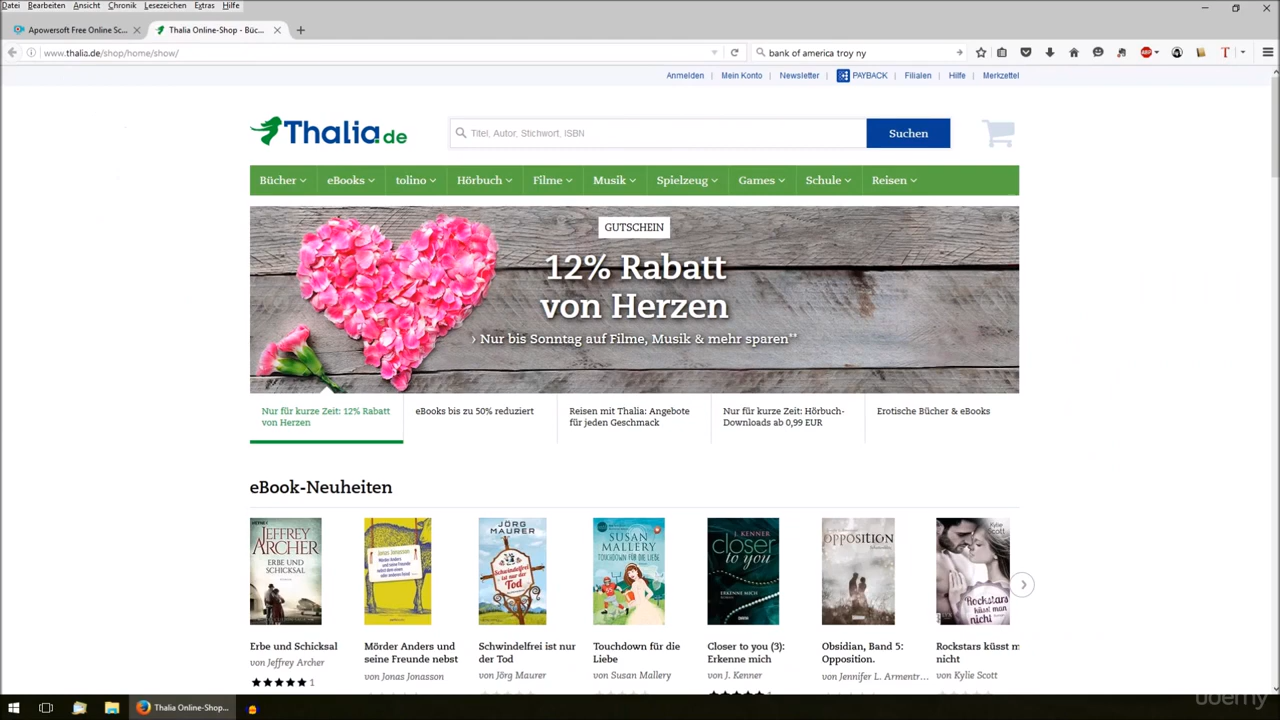 Datei Bearbeiten Ansicht Chronik Lesezeichen Extras Hilfe
Apowersoft Free Online Sc...
Thalia Online-Shop - Büc...
www.thalia.de/shop/home/show/
bank of america troy ny
ABP
T
Anmelden | Mein Konto | Newsletter | PAYBACK | Filialen | Hilfe | Merkzettel
Thalia.de
Titel, Autor, Stichwort, ISBN
Suchen
Bücher eBooks tolino Hörbuch Filme Musik Spielzeug Games Schule Reisen
GUTSCHEIN
12% Rabatt
von Herzen
› Nur bis Sonntag auf Filme, Musik & mehr sparen**
Nur für kurze Zeit: 12% Rabatt
von Herzen
eBooks bis zu 50% reduziert
Reisen mit Thalia: Angebote
für jeden Geschmack
Nur für kurze Zeit: Hörbuch-
Downloads ab 0,99 EUR
Erotische Bücher & eBooks
eBook-Neuheiten
HEYNE
JEFFREY
ARCHER
ERBE UND
SCHICKSAL
Jonas Jonasson
JÖRG
MAURER
Schwindelfrei
ist nur der
Tod
SUSAN
MALLERY
TOUCHDOWN FÜR DIE LIEBE
J. KENNER
closer
to you
ERKENNE MICH
OPPOSITION
Kylie
Scott
Rockstars
küsst man
nicht
Erbe und Schicksal
von Jeffrey Archer
1
Mörder Anders und
seine Freunde nebst
von Jonas Jonasson
Schwindelfrei ist nur
der Tod
von Jörg Maurer
Touchdown für die
Liebe
von Susan Mallery
Closer to you (3):
Erkenne mich
von J. Kenner
Obsidian, Band 5:
Opposition.
von Jennifer L. Armentr...
Rockstars küsst m
nicht
von Kylie Scott
Thalia Online-Shop...
udemy